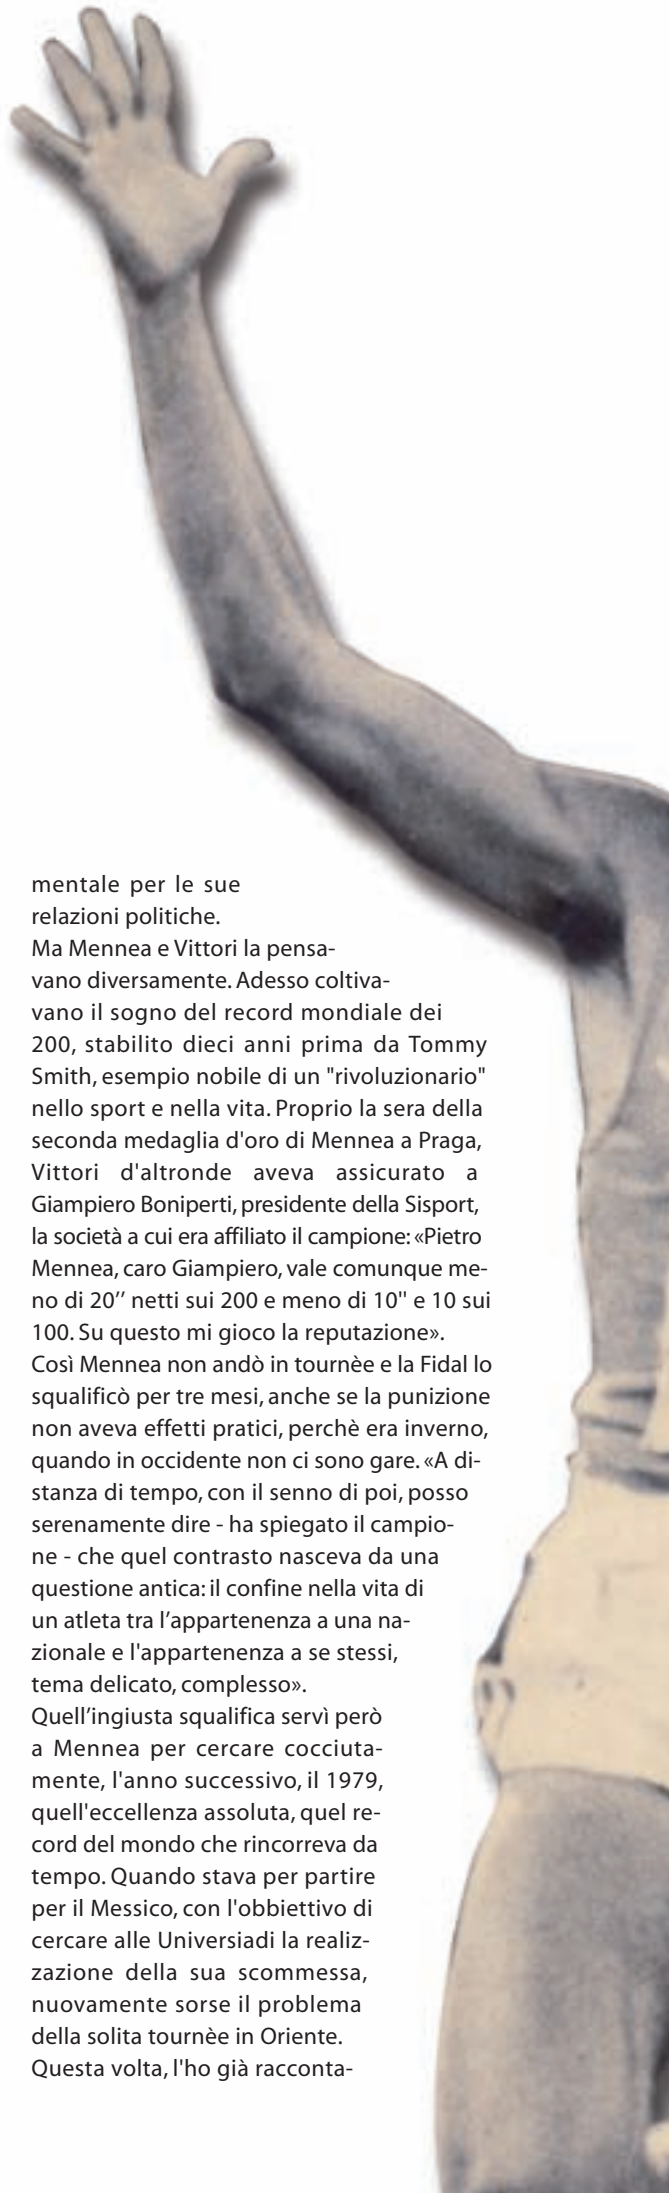 mentale per le sue
relazioni politiche.
Ma Mennea e Vittori la pensa-
vano diversamente. Adesso coltiva-
vano il sogno del record mondiale dei
200, stabilito dieci anni prima da Tommy
Smith, esempio nobile di un "rivoluzionario"
nello sport e nella vita. Proprio la sera della
seconda medaglia d'oro di Mennea a Praga,
Vittori d'altronde aveva assicurato a
Giampiero Boniperti, presidente della Sisport,
la società a cui era affiliato il campione: «Pietro
Mennea, caro Giampiero, vale comunque me-
no di 20’’ netti sui 200 e meno di 10" e 10 sui
100. Su questo mi gioco la reputazione».
Così Mennea non andò in tournèe e la Fidal lo
squalificò per tre mesi, anche se la punizione
non aveva effetti pratici, perchè era inverno,
quando in occidente non ci sono gare. «A di-
stanza di tempo, con il senno di poi, posso
serenamente dire - ha spiegato il campio-
ne - che quel contrasto nasceva da una
questione antica: il confine nella vita di
un atleta tra l’appartenenza a una na-
zionale e l'appartenenza a se stessi,
tema delicato, complesso».
Quell’ingiusta squalifica servì però
a Mennea per cercare cocciuta-
mente, l'anno successivo, il 1979,
quell'eccellenza assoluta, quel re-
cord del mondo che rincorreva da
tempo. Quando stava per partire
per il Messico, con l'obbiettivo di
cercare alle Universiadi la realiz-
zazione della sua scommessa,
nuovamente sorse il problema
della solita tournèe in Oriente.
Questa volta, l'ho già racconta-